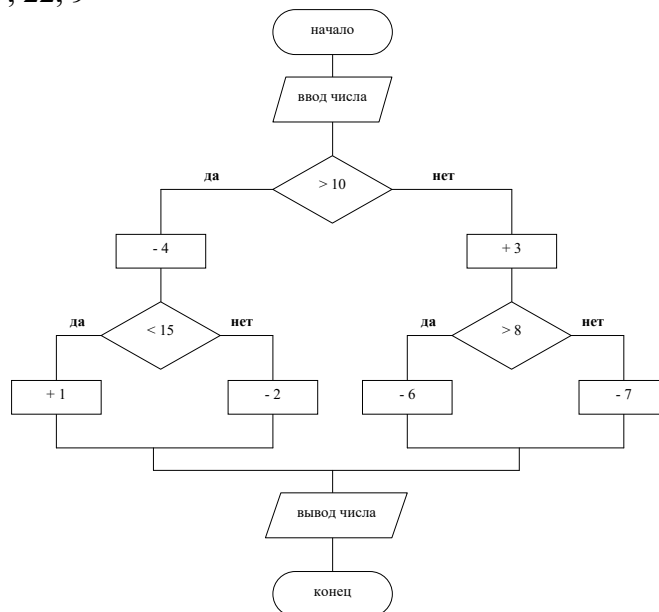 , 22, 9
начало
ввод числа
> 10
да
нет
- 4
+ 3
< 15
да
нет
> 8
да
нет
+ 1
- 2
- 6
- 7
вывод числа
конец